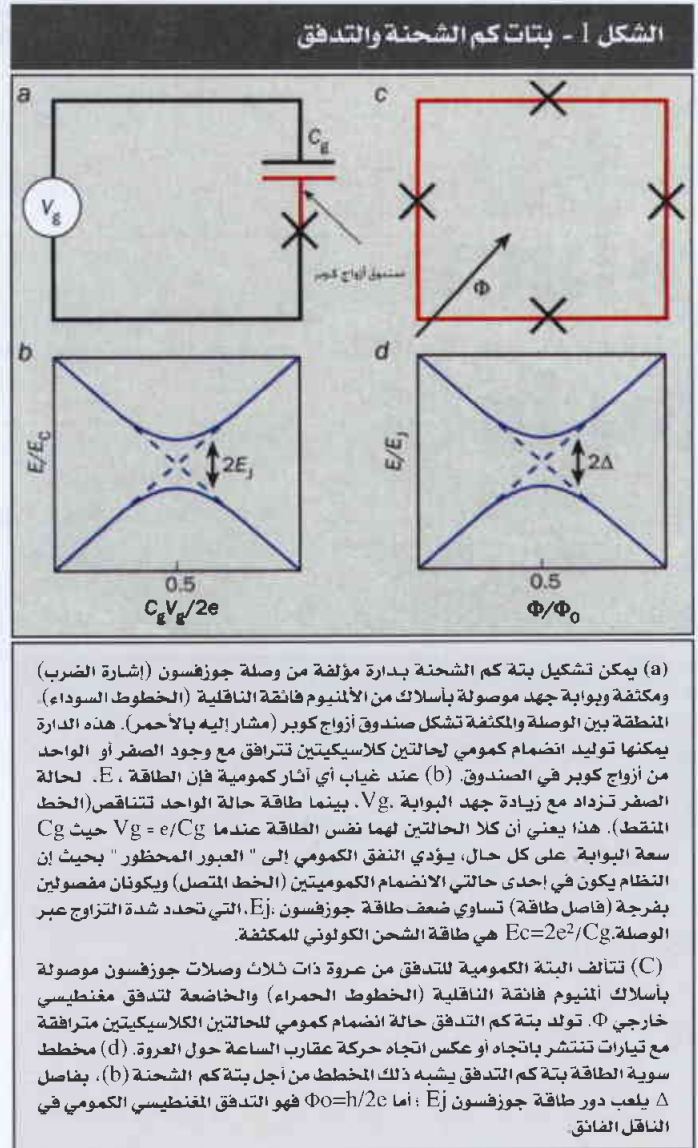 الشكل 1 - بتات كم الشحنة والتدفق
a
c
C_g
V_g
صندوق أزواج كوبر
Φ
b
d
E/E_C
2E_J
E/E_J
2Δ
0.5
0.5
C_gV_g/2e
Φ/Φ_0
(a) يمكن تشكيل بتة كم الشحنة بدارة مؤلفة من وصلة جوزفسون (إشارة الضرب)
ومكثفة وبوابة جهد موصولة بأسلاك من الألمنيوم فائقة الناقلية (الخطوط السوداء).
المنطقة بين الوصلة والمكثفة تشكل صندوق أزواج كوبر (مشار إليه بالأحمر). هذه الدارة
يمكنها توليد انضمام كمومي لحالتين كلاسيكيتين تترافق مع وجود الصفر أو الواحد
من أزواج كوبر في الصندوق. (b) عند غياب أي آثار كمومية فإن الطاقة ، E، لحالة
الصفر تزداد مع زيادة جهد البوابة Vg، بينما طاقة حالة الواحد تتناقص(الخط
المنقط). هذا يعني أن كلا الحالتين لهما نفس الطاقة عندما Vg = e/Cg حيث Cg
سعة البوابة. على كل حال، يؤدي النفق الكمومي إلى " العبور المحظور " بحيث إن
النظام يكون في إحدى حالتي الانضمام الكموميتين (الخط المتصل) ويكونان مفصولين
بفرجة (فاصل طاقة) تساوي ضعف طاقة جوزفسون Ej، التي تحدد شدة التزاوج عبر
الوصلة.Ec=2e²/Cg هي طاقة الشحن الكولوني للمكثفة.
(C) تتألف البتة الكمومية للتدفق من عروة ذات ثلاث وصلات جوزفسون موصولة
بأسلاك ألمنيوم فائقة الناقلية (الخطوط الحمراء) والخاضعة لتدفق مغنطيسي
خارجي Φ. تولد بتة كم التدفق حالة انضمام كمومي للحالتين الكلاسيكيتين مترافقة
مع تيارات تنتشر باتجاه أو عكس اتجاه حركة عقارب الساعة حول العروة. (d) مخطط
سوية الطاقة بتة كم التدفق يشبه ذلك المخطط من أجل بتة كم الشحنة (b)، بفاصل
Δ يلعب دور طاقة جوزفسون Ej ؛ أما Φo=h/2e فهو التدفق المغنطيسي الكمومي في
الناقل الفائق.